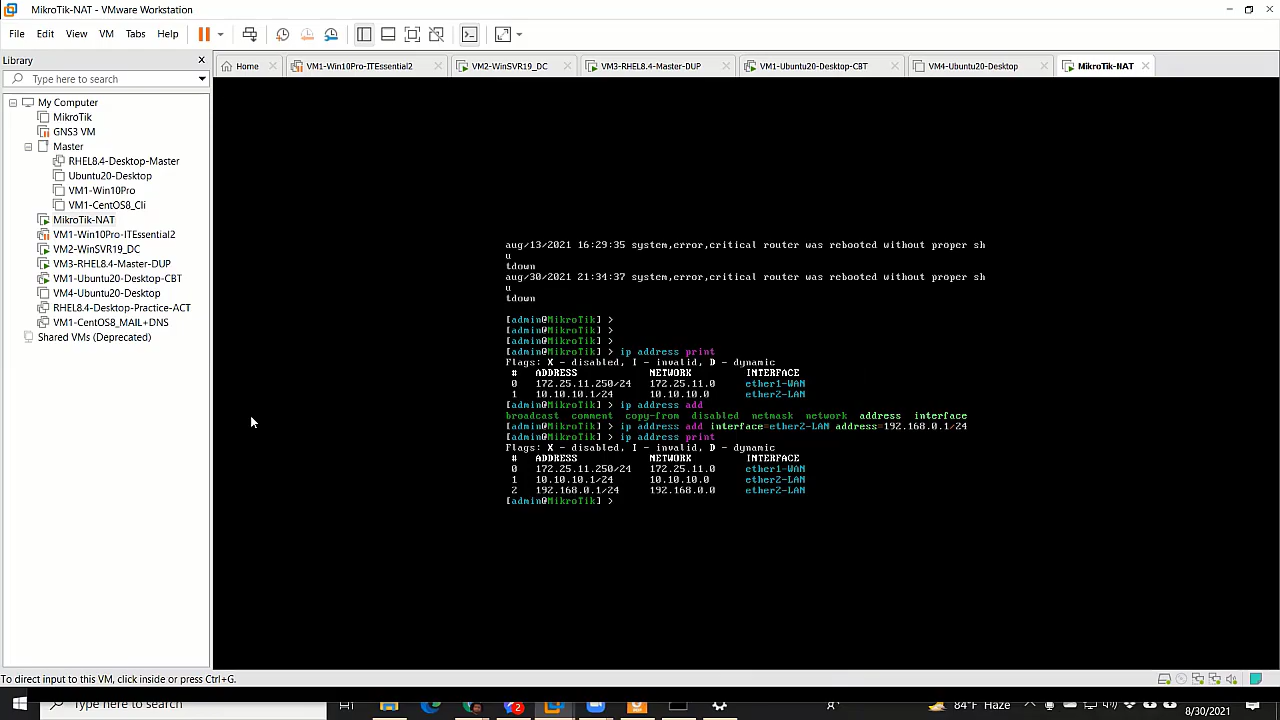 MikroTik-NAT - VMware Workstation
File Edit View VM Tabs Help
Library
Type here to search
Home VM1-Win10Pro-ITEssential2 VM2-WinSVR19_DC VM3-RHEL8.4-Master-DUP VM1-Ubuntu20-Desktop-CBT VM4-Ubuntu20-Desktop MikroTik-NAT
My Computer
MikroTik
GNS3 VM
Master
RHEL8.4-Desktop-Master
Ubuntu20-Desktop
VM1-Win10Pro
VM1-CentOS8_Cli
MikroTik-NAT
VM1-Win10Pro-ITEssential2
VM2-WinSVR19_DC
VM3-RHEL8.4-Master-DUP
VM1-Ubuntu20-Desktop-CBT
VM4-Ubuntu20-Desktop
RHEL8.4-Desktop-Practice-ACT
VM1-CentOS8_MAIL+DNS
Shared VMs (Deprecated)
aug/13/2021 16:29:35 system,error,critical router was rebooted without proper sh
u
tdown
aug/30/2021 21:34:37 system,error,critical router was rebooted without proper sh
u
tdown
[admin@MikroTik] >
[admin@MikroTik] >
[admin@MikroTik] >
[admin@MikroTik] > ip address print
Flags: X - disabled, I - invalid, D - dynamic
# ADDRESS NETWORK INTERFACE
0 172.25.11.250/24 172.25.11.0 ether1-WAN
1 10.10.10.1/24 10.10.10.0 ether2-LAN
[admin@MikroTik] > ip address add
broadcast comment copy-from disabled netmask network address interface
[admin@MikroTik] > ip address add interface=ether2-LAN address=192.168.0.1/24
[admin@MikroTik] > ip address print
Flags: X - disabled, I - invalid, D - dynamic
# ADDRESS NETWORK INTERFACE
0 172.25.11.250/24 172.25.11.0 ether1-WAN
1 10.10.10.1/24 10.10.10.0 ether2-LAN
2 192.168.0.1/24 192.168.0.0 ether2-LAN
[admin@MikroTik] >
To direct input to this VM, click inside or press Ctrl+G.
Type here to search
2
84°F Haze
8/30/2021